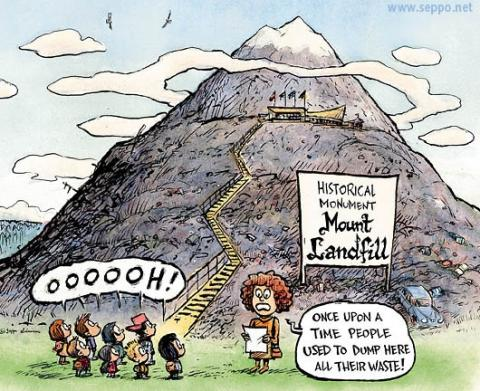 www.seppo.net
HISTORICAL
MONUMENT
Mount
Landfill
OOOOOH!
ONCE UPON A
TIME PEOPLE
USED TO DUMP HERE
ALL THEIR WASTE!